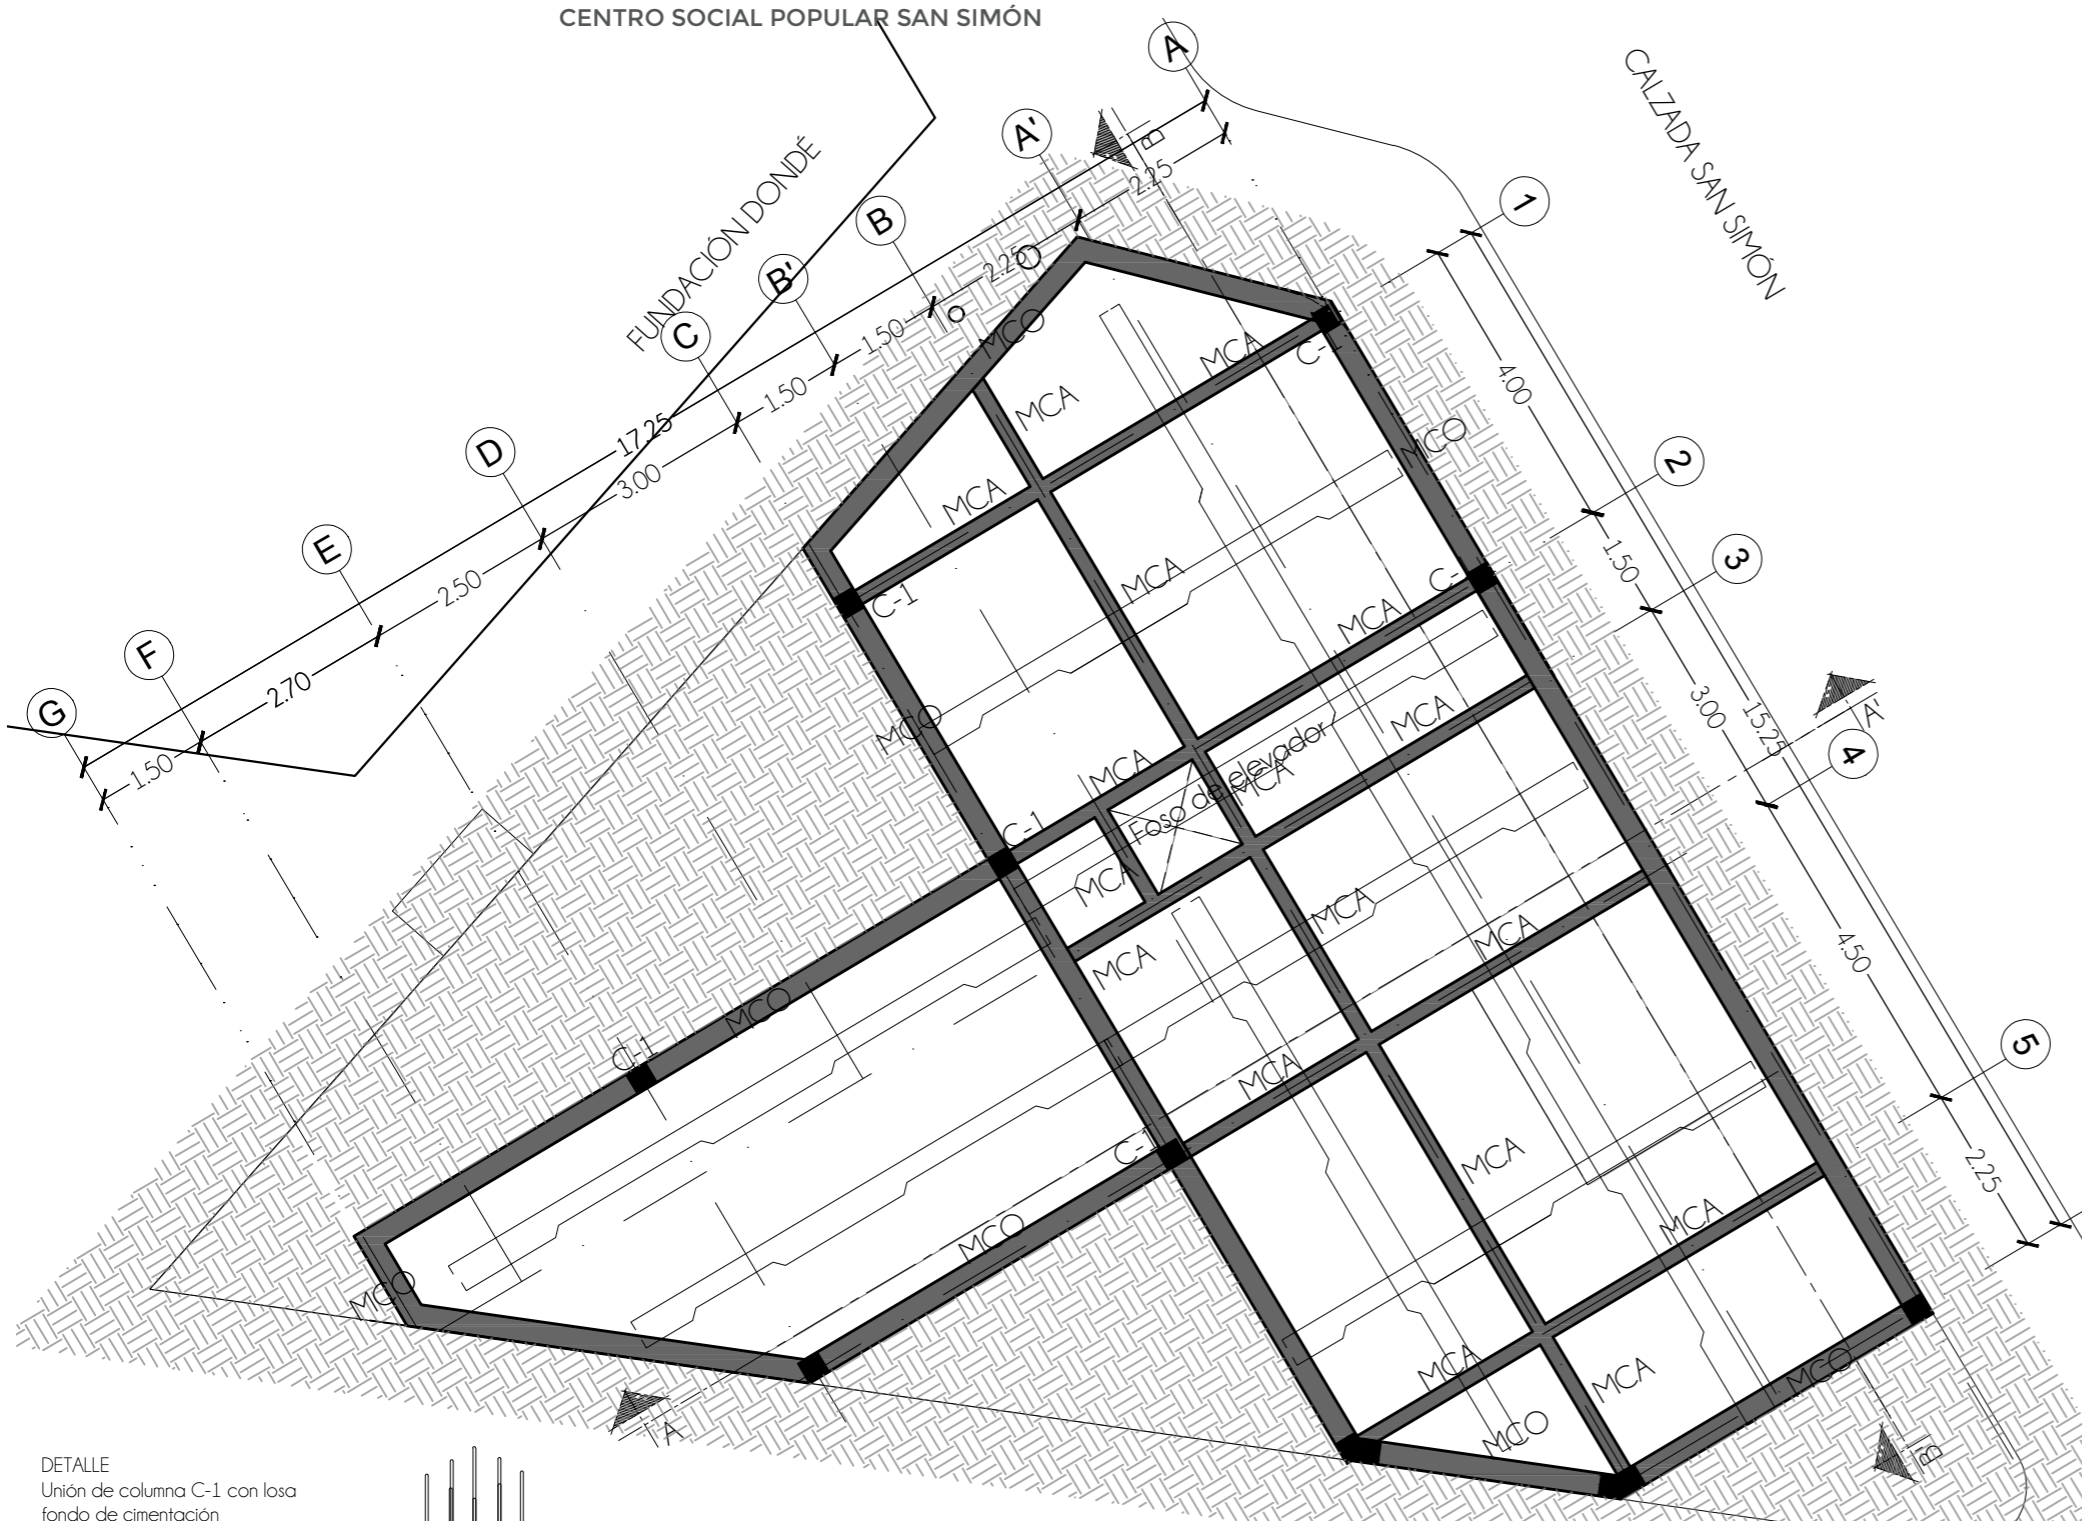 CENTRO SOCIAL POPULAR SAN SIMÓN
A
CALZADA SAN SIMÓN
A'
B
FUNDACIÓN DONDÉ
2.25
1
B
B'
2.25
C
1.50
MCO
MCA
C-1
4.00
1.50
MCA
17.25
3.00
D
MCO
2
MCA
E
2.50
1.50
3
MCA
C-1
C-
MCA
F
2.70
3.00
15.25
A'
4
G
1.50
MCO
MCA
MCA
Foso de elevador
MCA
C-1
MCA
MCA
MCA
MCA
4.50
MCO
C-1
MCA
5
C-1
MCO
MCA
MCA
2.25
MCO
MCA
MCA
MCO
MCO
A
B'
DETALLE
Unión de columna C-1 con losa
fondo de cimentación